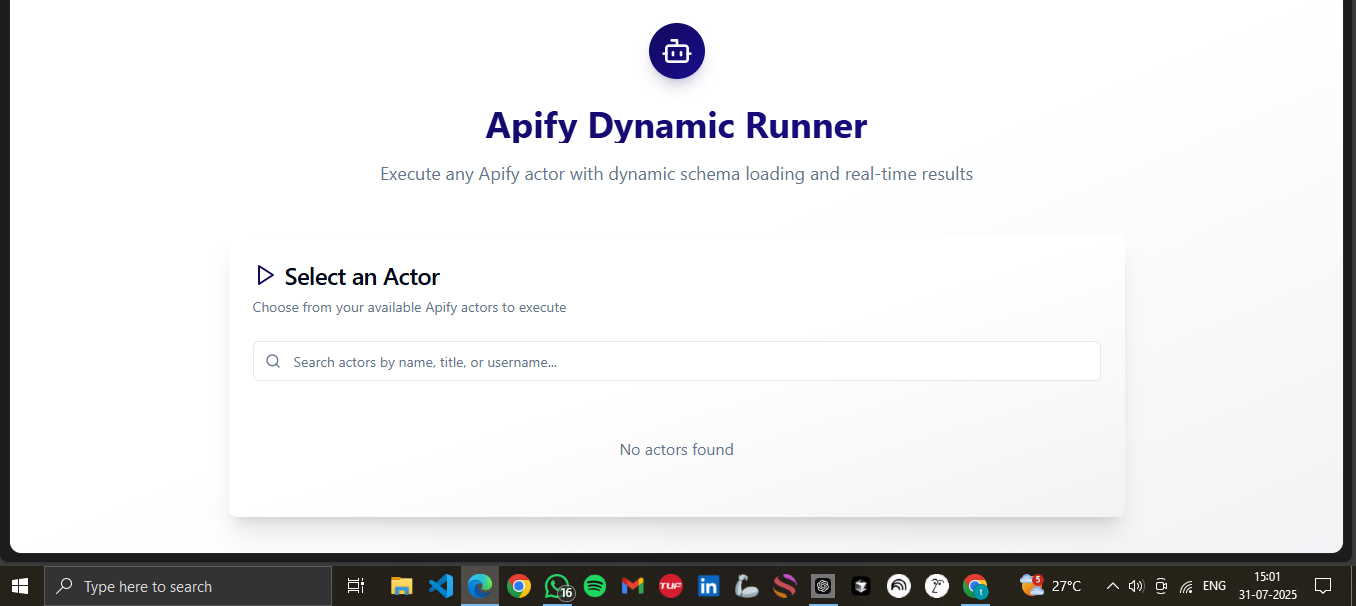 Apify Dynamic Runner
Execute any Apify actor with dynamic schema loading and real-time results
Select an Actor
Choose from your available Apify actors to execute
Search actors by name, title, or username...
No actors found
Type here to search
16
TUF
in
t
5
27°C
ENG
15:01
31-07-2025